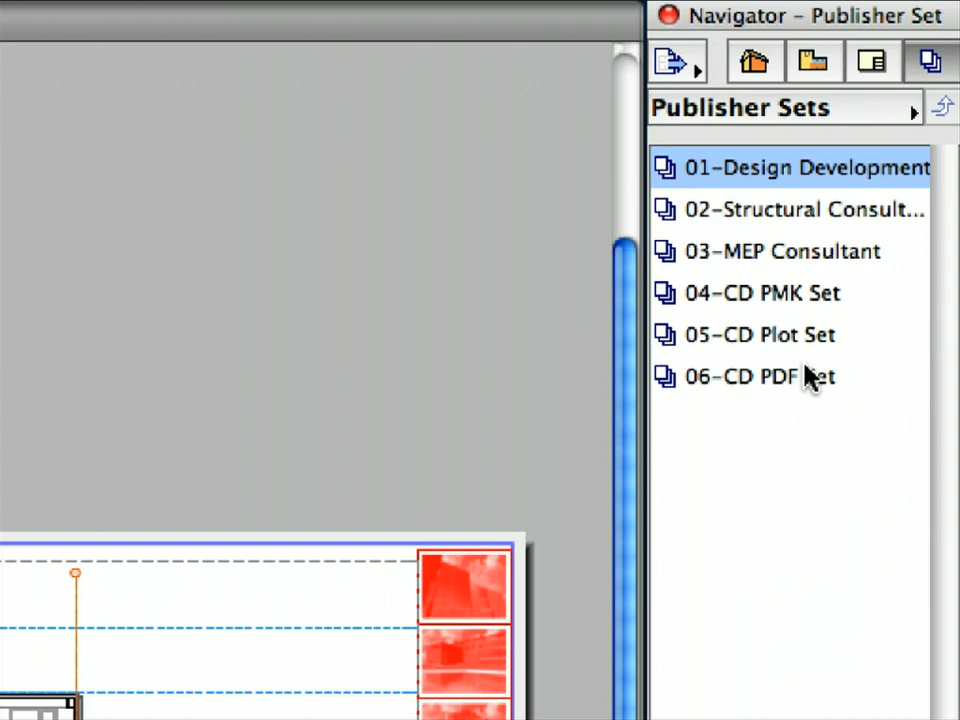 Navigator - Publisher Set
Publisher Sets
01-Design Development
02-Structural Consult...
03-MEP Consultant
04-CD PMK Set
05-CD Plot Set
06-CD PDF Set